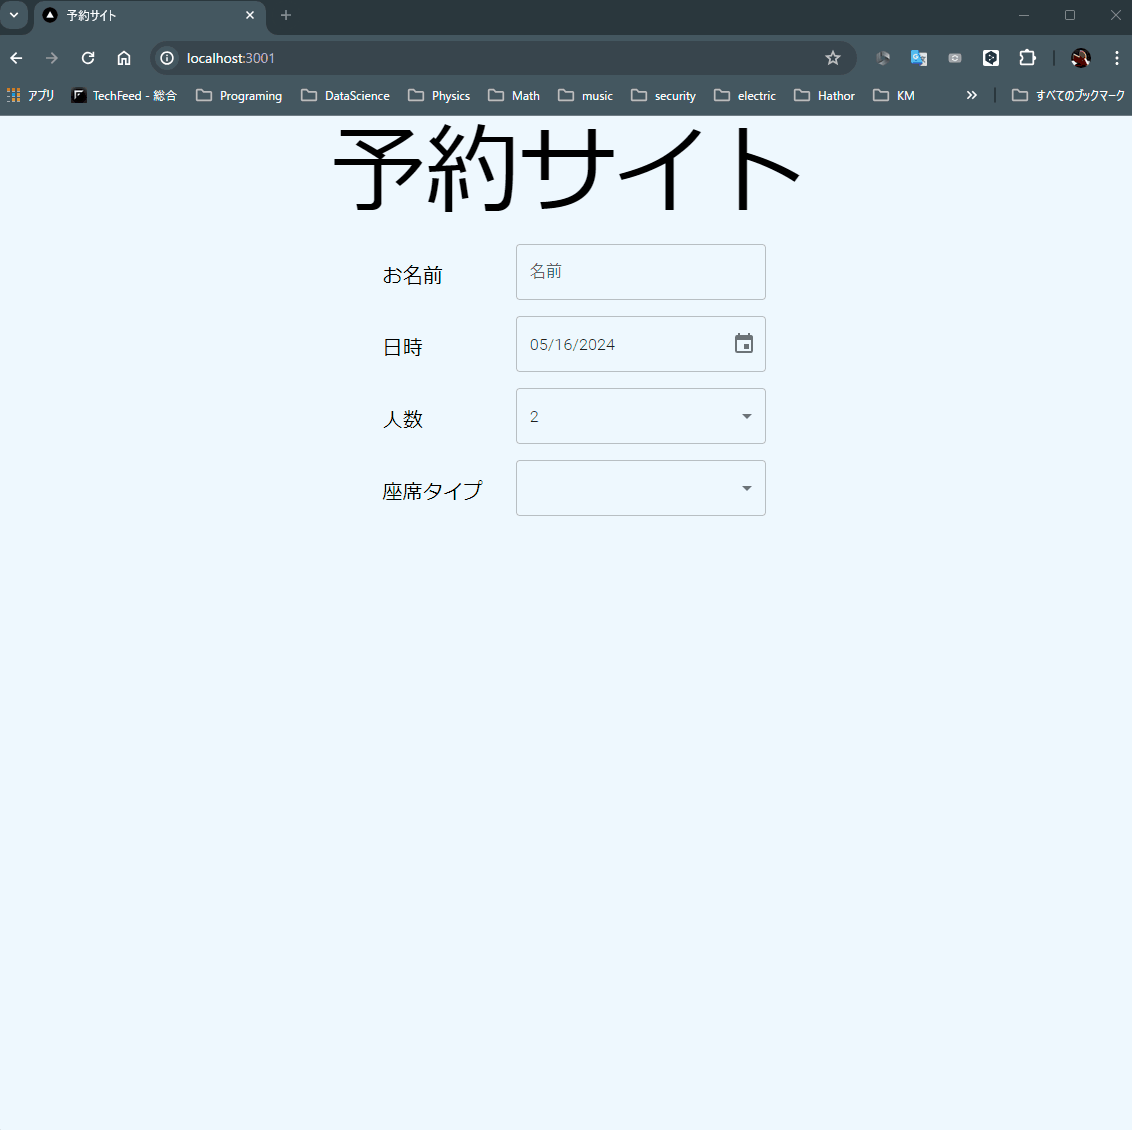 予約サイト
localhost:3001
アプリ TechFeed - 総合 Programing DataScience Physics Math music security electric Hathor KM すべてのブックマーク
予約サイト
お名前 名前
日時 05/16/2024
人数 2
座席タイプ